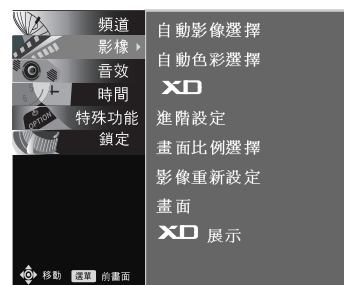 頻道
影像
音效
時間
特殊功能
OPTION
鎖定
移動 選單 前畫面
自動影像選擇
自動色彩選擇
XD
進階設定
畫面比例選擇
影像重新設定
畫面
XD 展示